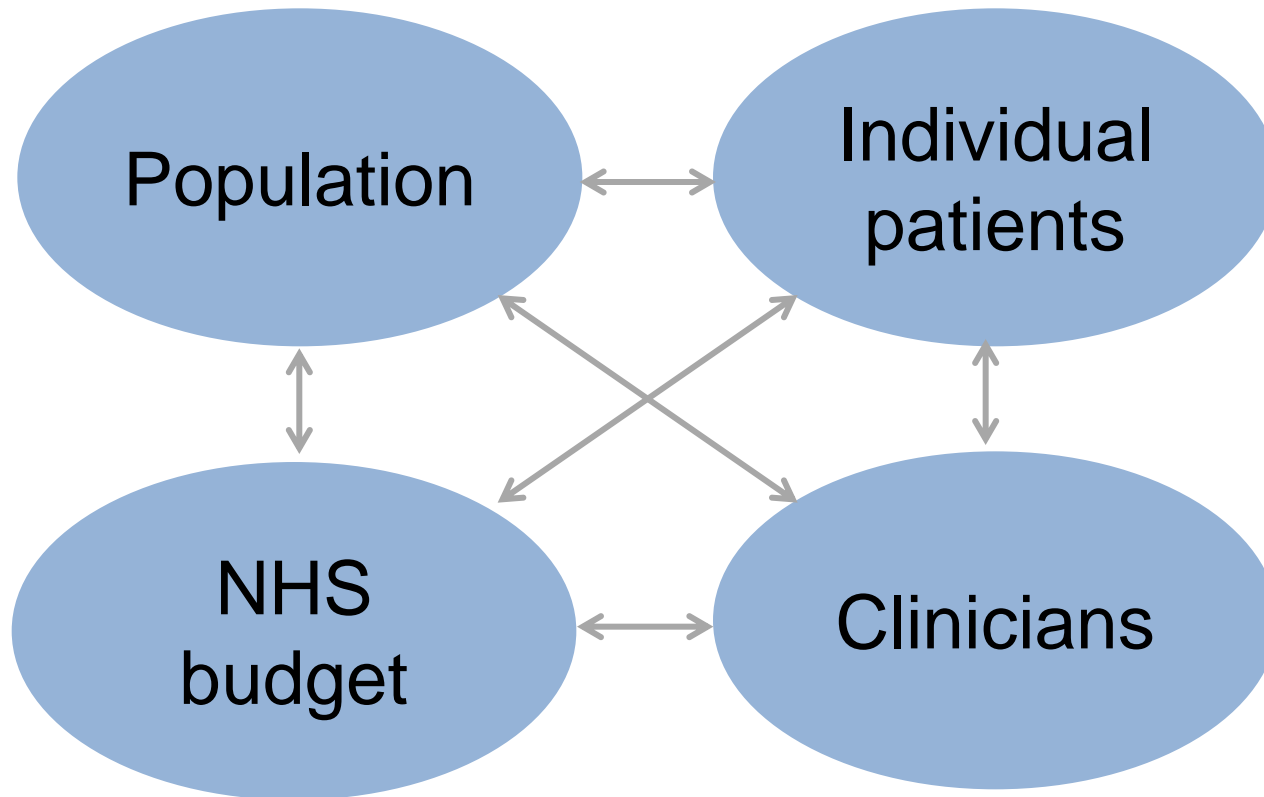 Population
Individual
patients
NHS
budget
Clinicians